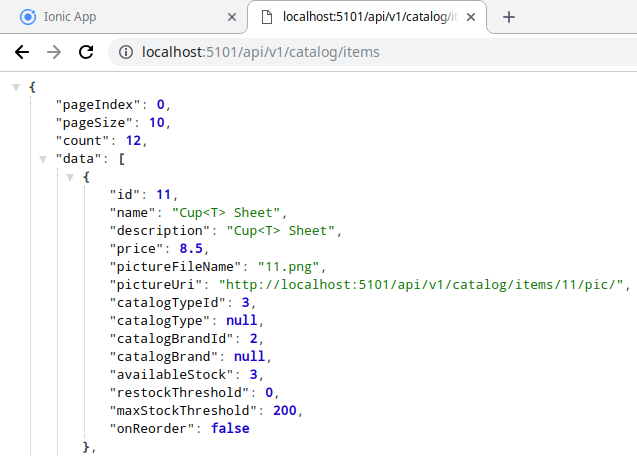 Ionic App
localhost:5101/api/v1/catalog/it
localhost:5101/api/v1/catalog/items
{
"pageIndex": 0,
"pageSize": 10,
"count": 12,
"data": [
{
"id": 11,
"name": "Cup<T> Sheet",
"description": "Cup<T> Sheet",
"price": 8.5,
"pictureFileName": "11.png",
"pictureUri": "http://localhost:5101/api/v1/catalog/items/11/pic/",
"catalogTypeId": 3,
"catalogType": null,
"catalogBrandId": 2,
"catalogBrand": null,
"availableStock": 3,
"restockThreshold": 0,
"maxStockThreshold": 200,
"onReorder": false
},